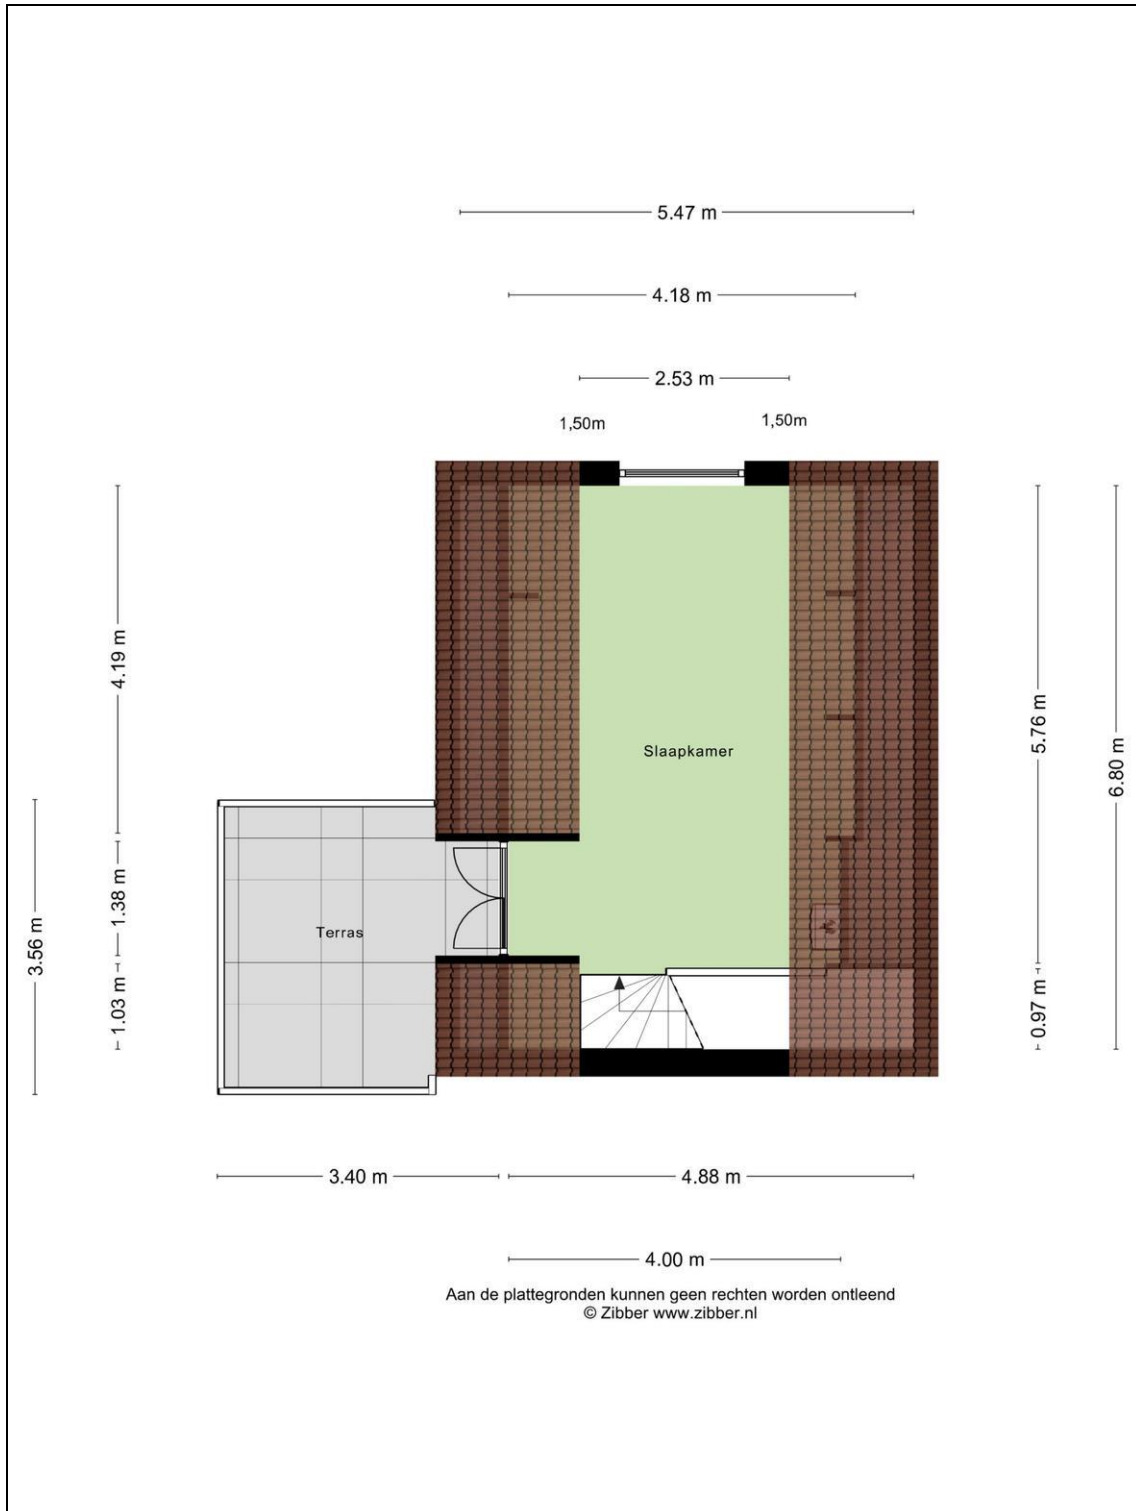 5.47 m
4.18 m
2.53 m
1,50m
1,50m
4.19 m
5.76 m
6.80 m
Slaapkamer
1.38 m
3.56 m
Terras
1.03 m
0.97 m
3.40 m
4.88 m
4.00 m
Aan de plattegronden kunnen geen rechten worden ontleend
© Zibber www.zibber.nl